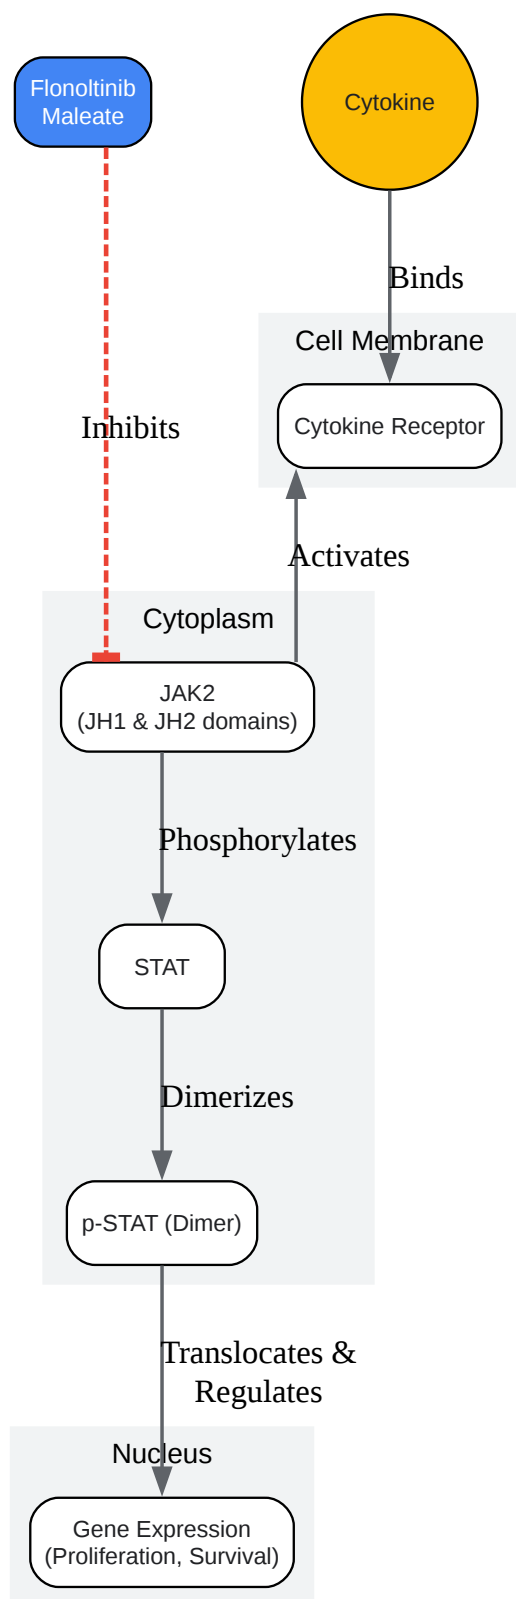 Flonoltinib
Maleate
Cytokine
Binds
Cell Membrane
Cytokine Receptor
Inhibits
Activates
Cytoplasm
JAK2
(JH1 & JH2 domains)
Phosphorylates
STAT
Dimerizes
p-STAT (Dimer)
Translocates &
Regulates
Nucleus
Gene Expression
(Proliferation, Survival)